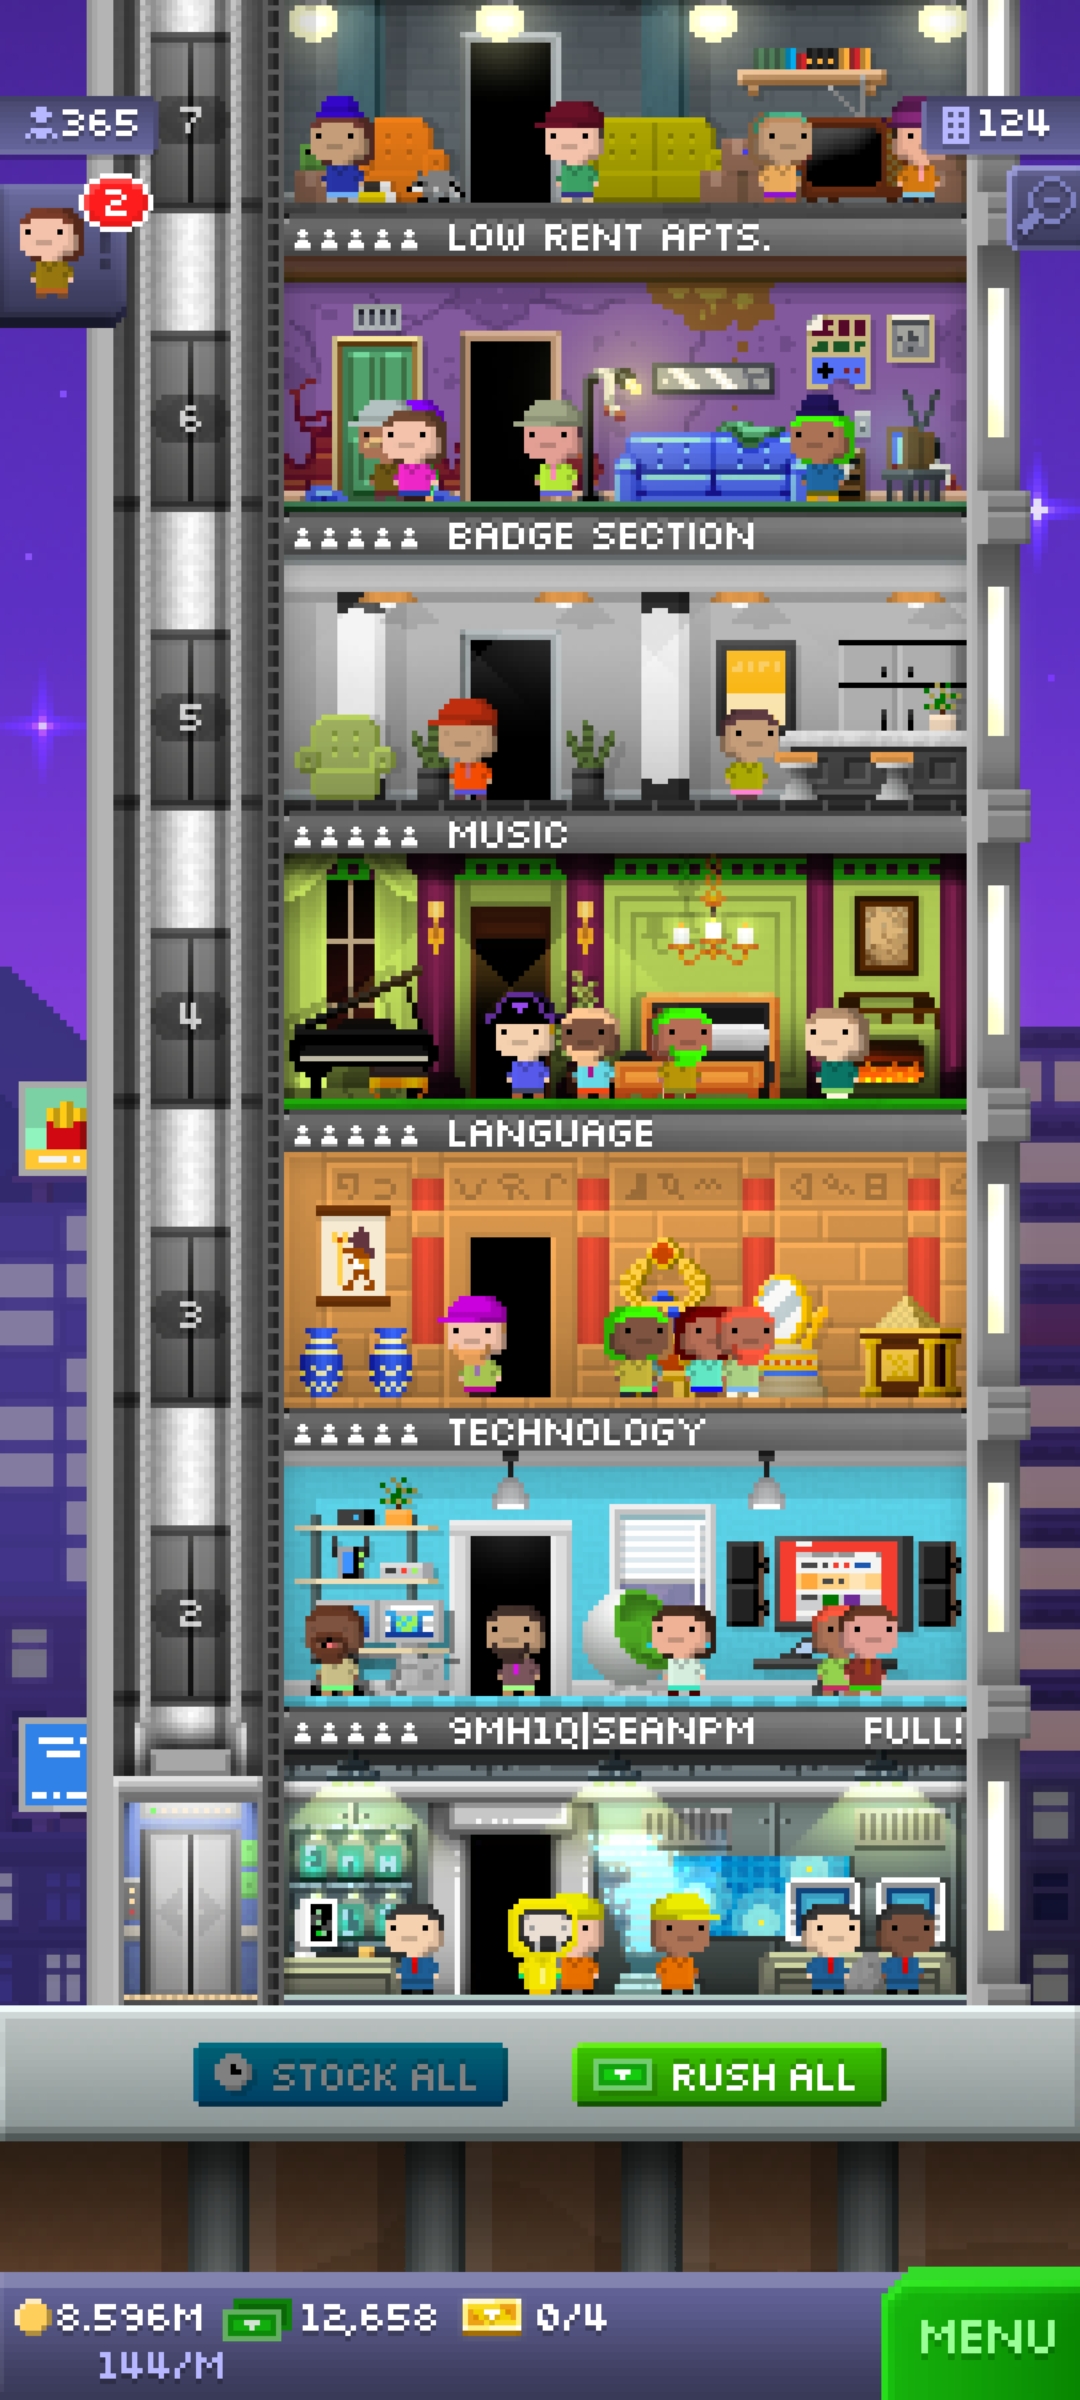 7
365
124
2
LOW RENT APTS.
6
BADGE SECTION
5
MUSIC
4
LANGUAGE
3
TECHNOLOGY
2
9MH1Q|SEANPM FULL!
STOCK ALL
RUSH ALL
8.596M 12,658 0/4
144/M
MENU